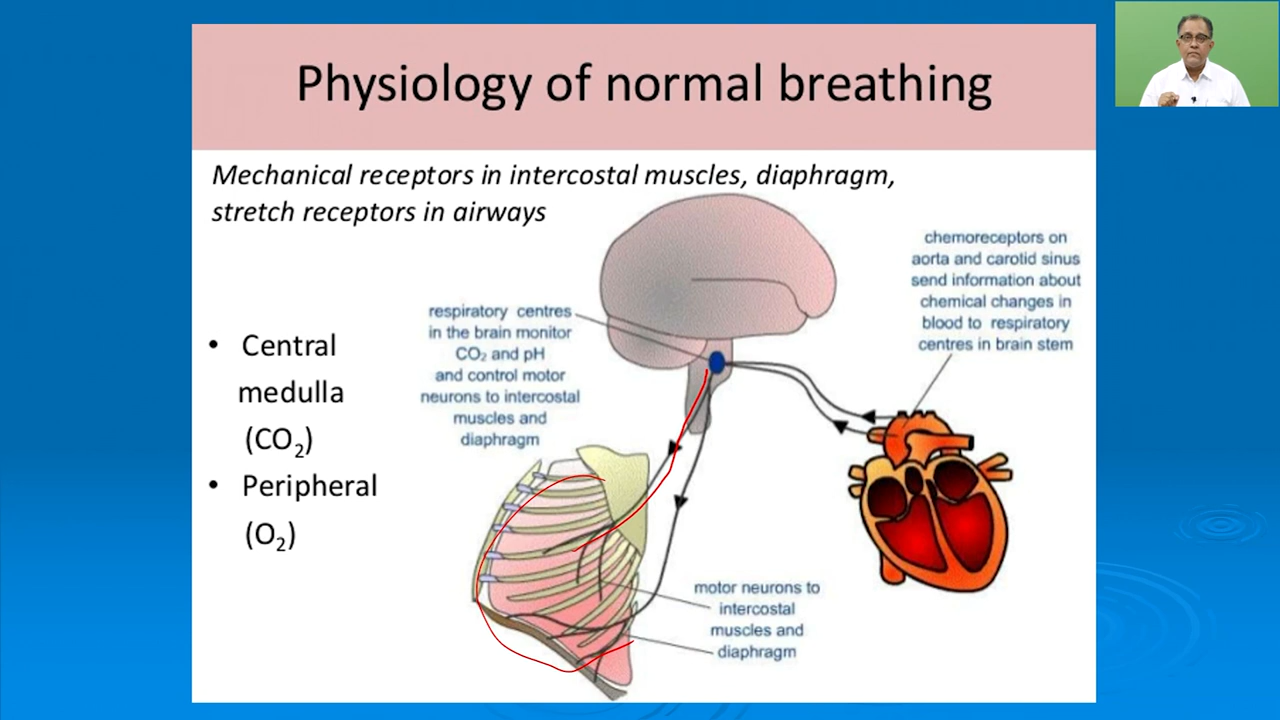 Physiology of normal breathing
Mechanical receptors in intercostal muscles, diaphragm,
stretch receptors in airways
• Central
medulla
(CO₂)
• Peripheral
(O₂)
respiratory centres
in the brain monitor
CO₂ and pH
and control motor
neurons to intercostal
muscles and
diaphragm
chemoreceptors on
aorta and carotid sinus
send information about
chemical changes in
blood to respiratory
centres in brain stem
motor neurons to
intercostal
muscles and
diaphragm